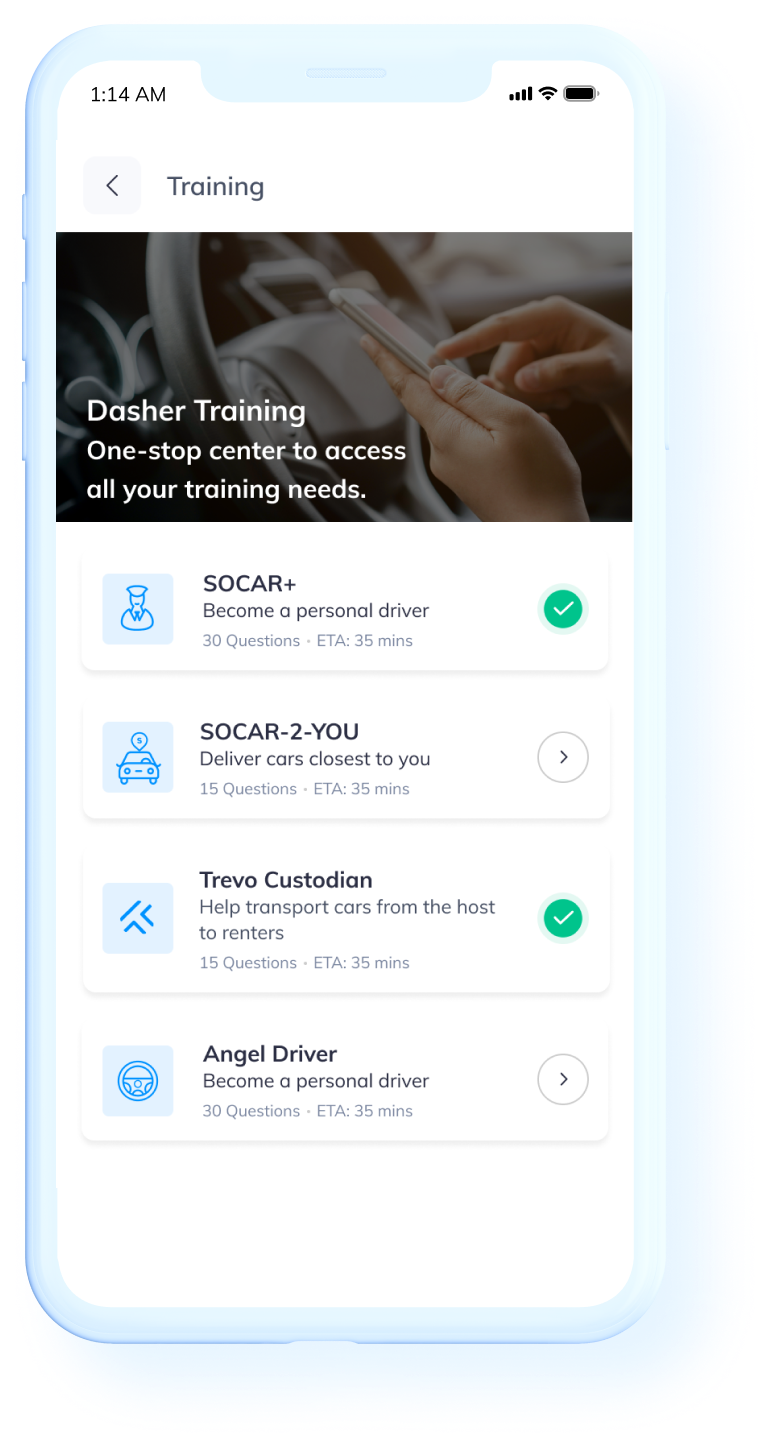 1:14 AM
Training
Dasher Training
One-stop center to access
all your training needs.
SOCAR+
Become a personal driver
30 Questions • ETA: 35 mins
SOCAR-2-YOU
Deliver cars closest to you
15 Questions • ETA: 35 mins
Trevo Custodian
Help transport cars from the host
to renters
15 Questions • ETA: 35 mins
Angel Driver
Become a personal driver
30 Questions • ETA: 35 mins